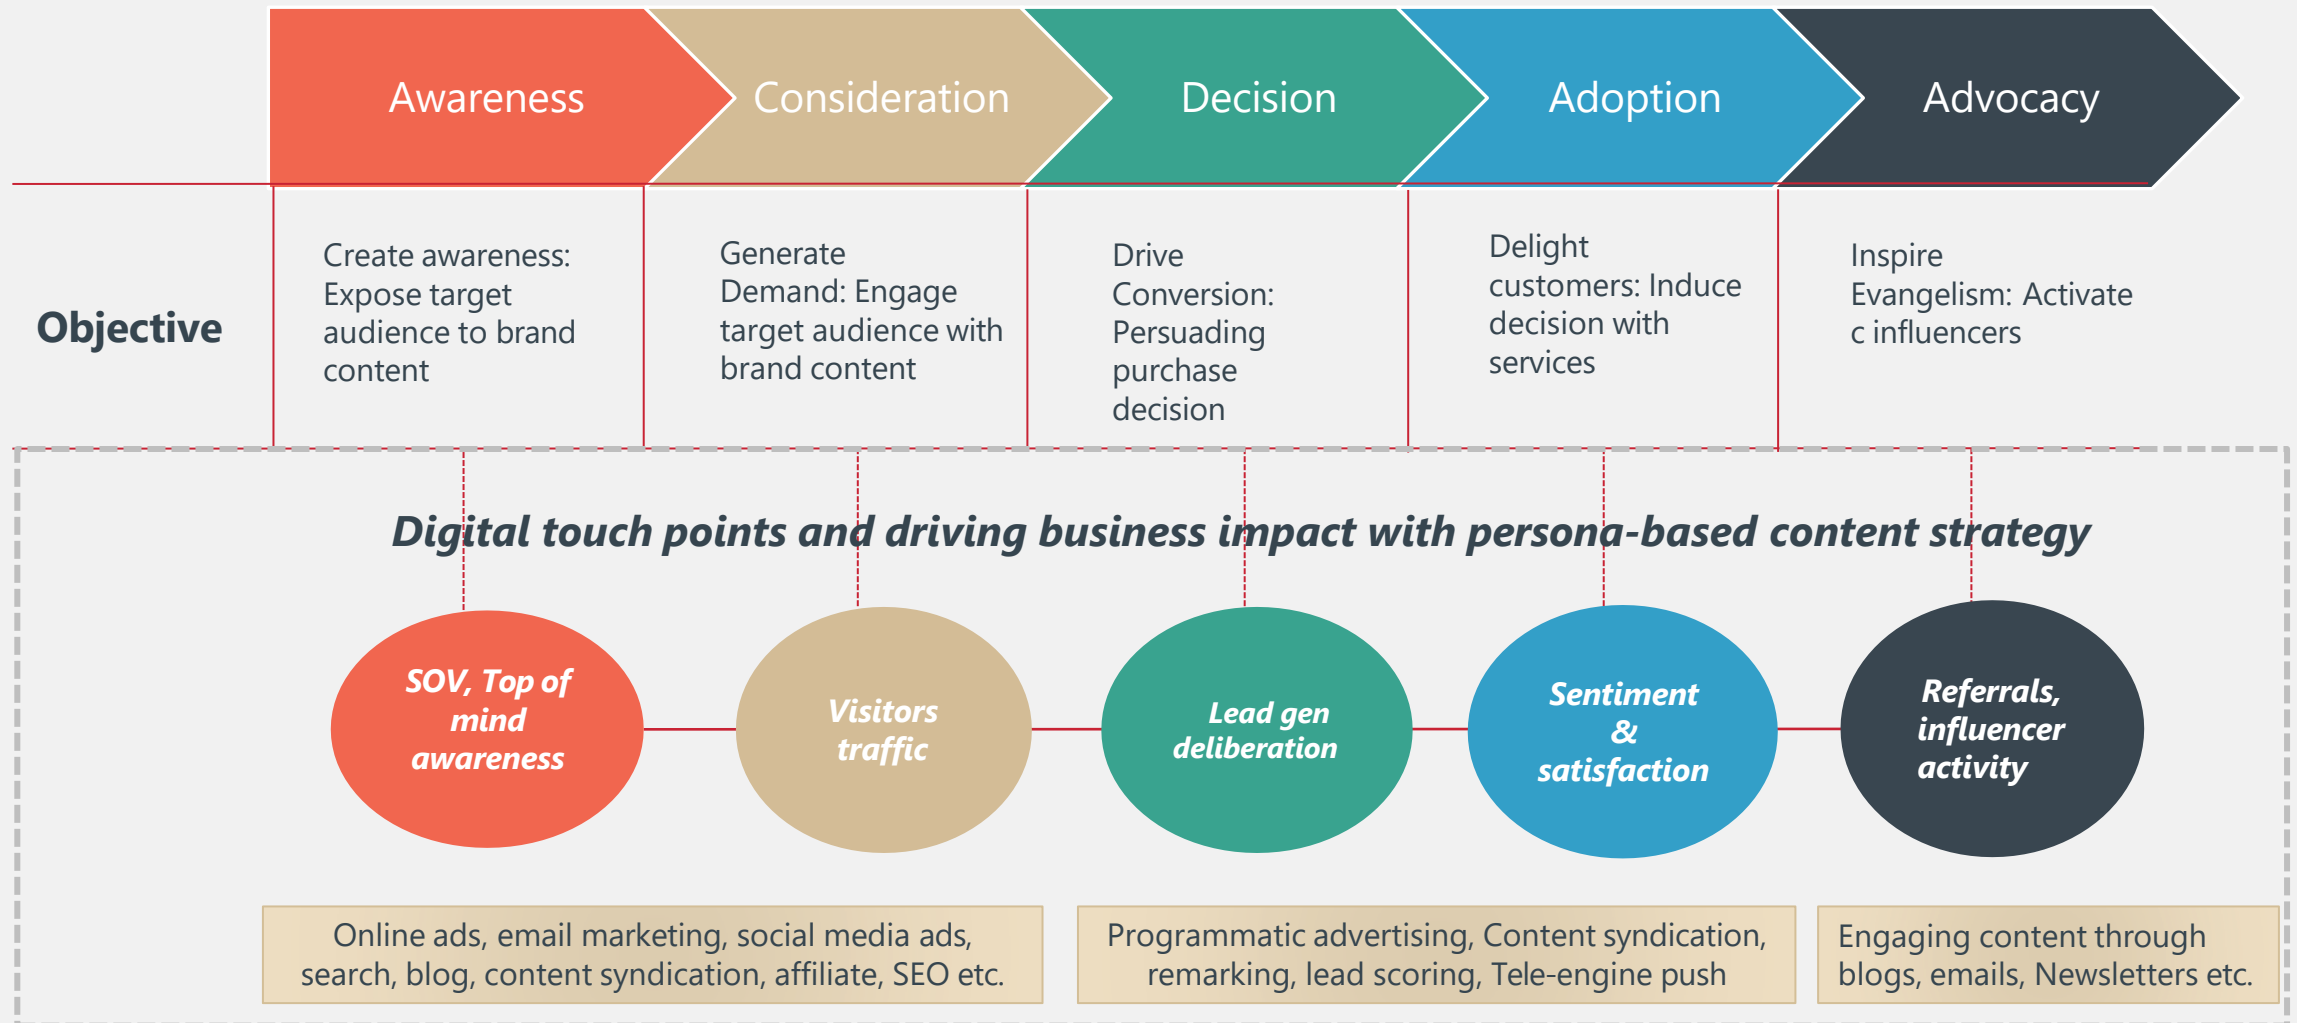 Awareness
Consideration
Decision
Adoption
Advocacy
Objective
Create awareness:
Expose target
audience to brand
content
Generate
Demand: Engage
target audience with
brand content
Drive
Conversion:
Persuading
purchase
decision
Delight
customers: Induce
decision with
services
Inspire
Evangelism: Activate
c influencers
Digital touch points and driving business impact with persona-based content strategy
SOV, Top of
mind
awareness
Visitors
traffic
Lead gen
deliberation
Sentiment
&
satisfaction
Referrals,
influencer
activity
Online ads, email marketing, social media ads,
search, blog, content syndication, affiliate, SEO etc.
Programmatic advertising, Content syndication,
remarking, lead scoring, Tele-engine push
Engaging content through
blogs, emails, Newsletters etc.